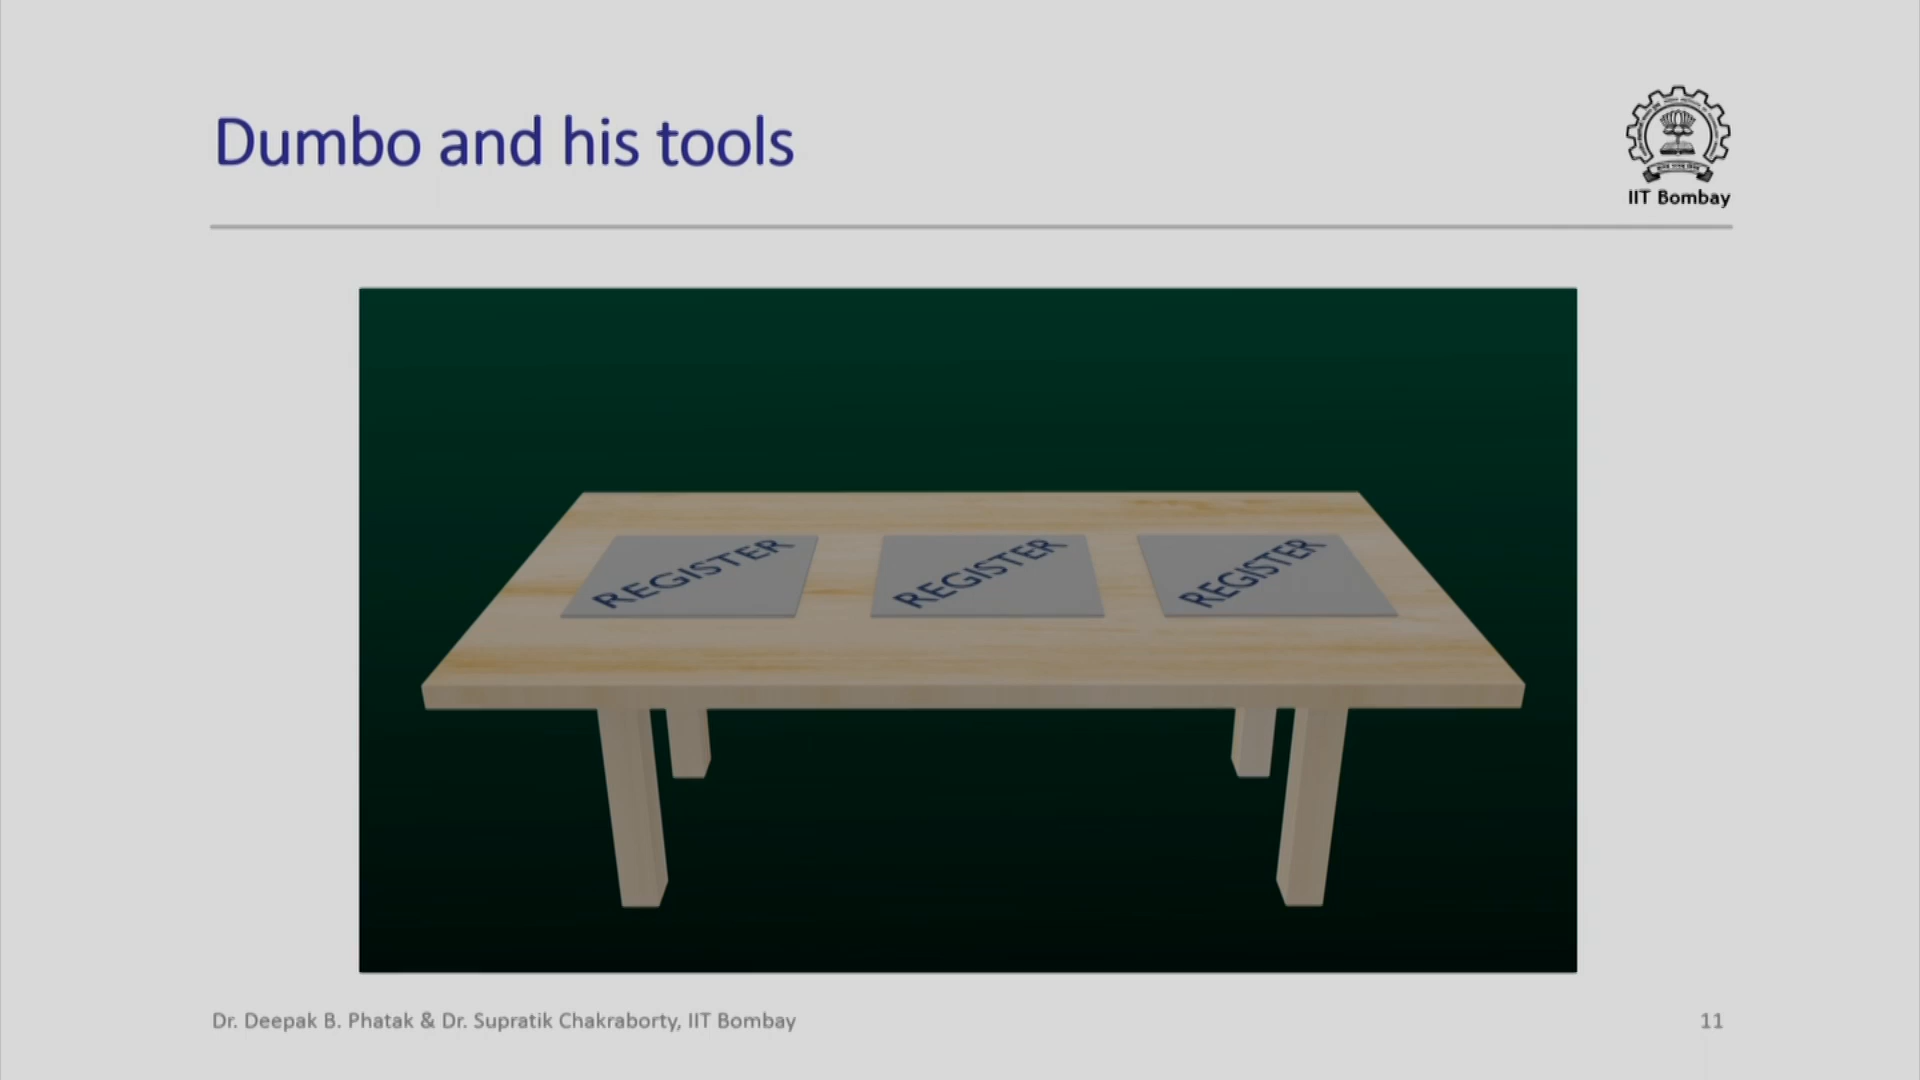 Dumbo and his tools
IIT Bombay
REGISTER
REGISTER
REGISTER
Dr. Deepak B. Phatak & Dr. Supratik Chakraborty, IIT Bombay
11